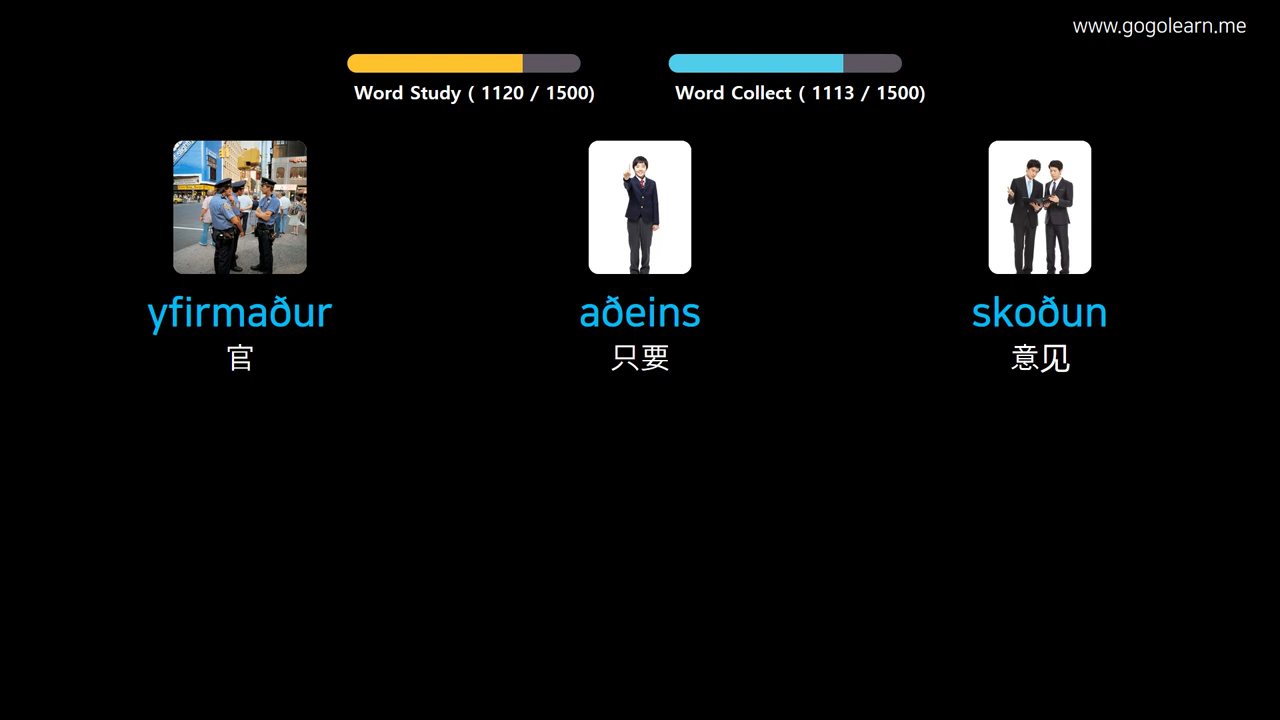 www.gogolearn.me
Word Study ( 1120 / 1500)
Word Collect ( 1113 / 1500)
yfirmaður
aðeins
skoðun
官
只要
意见